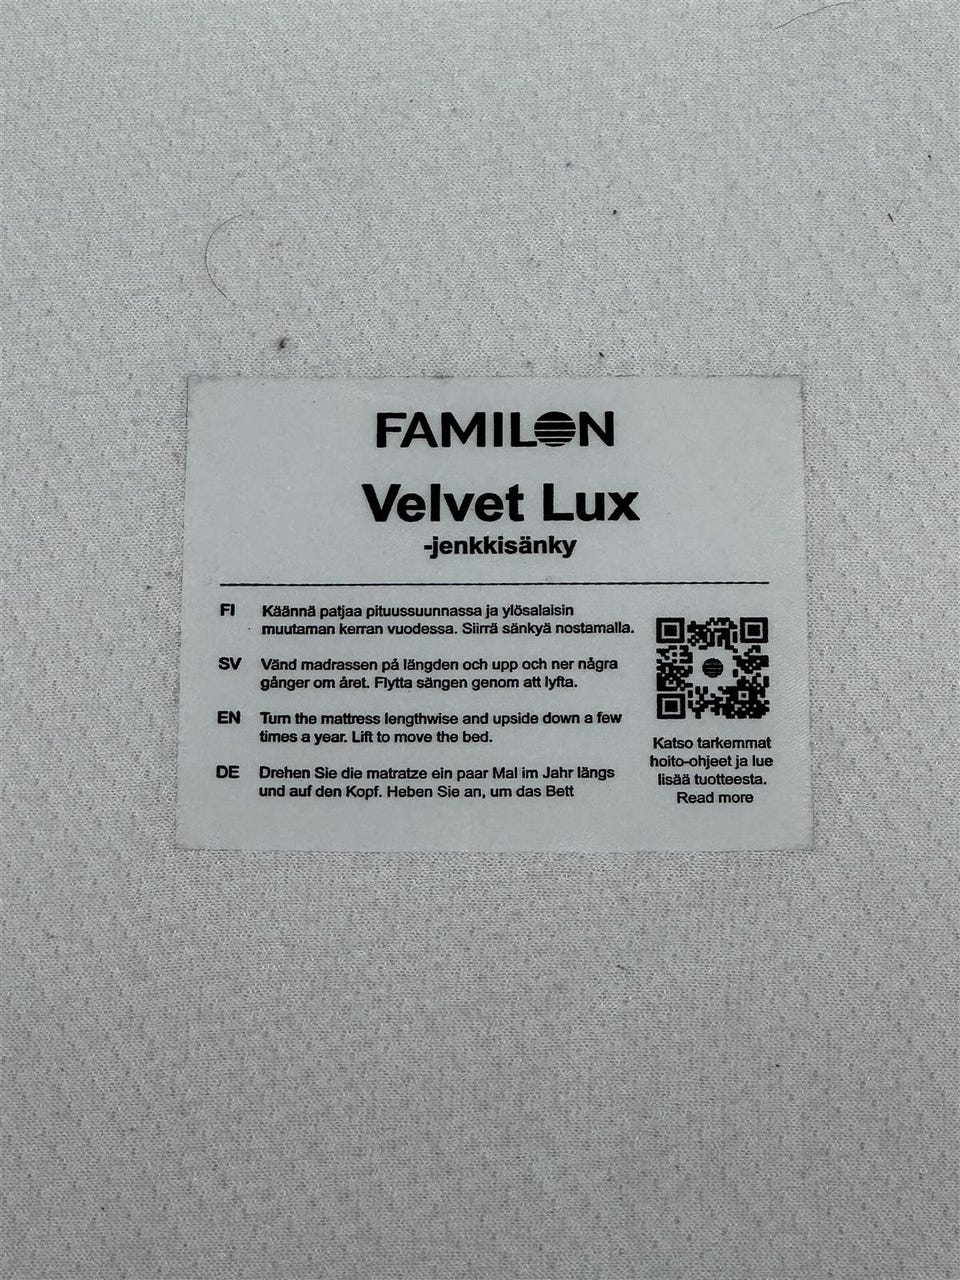 FAMILON
Velvet Lux
-jenkkisänky
FI Käännä patjaa pituussuunnassa ja ylösalaisin
muutaman kerran vuodessa. Siirrä sänkyä nostamalla.
SV Vänd madrassen på längden och upp och ner några
gånger om året. Flytta sängen genom att lyfta.
EN Turn the mattress lengthwise and upside down a few
times a year. Lift to move the bed.
DE Drehen Sie die matratze ein paar Mal im Jahr längs
und auf den Kopf. Heben Sie an, um das Bett
Katso tarkemmat
hoito-ohjeet ja lue
lisää tuotteesta.
Read more